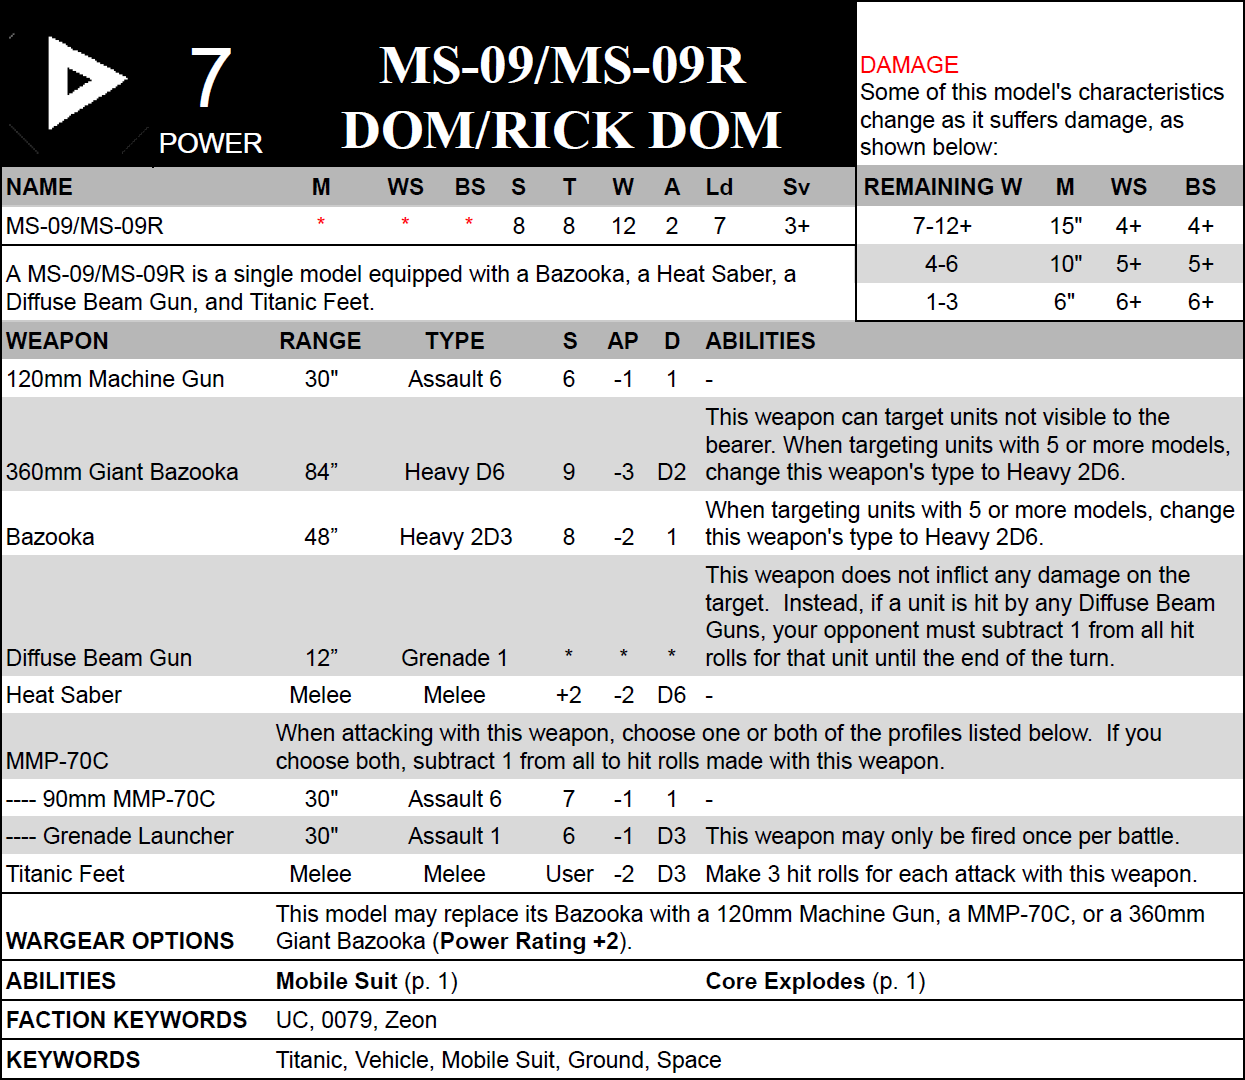 7
POWER
MS-09/MS-09R
DOM/RICK DOM
DAMAGE
Some of this model's characteristics
change as it suffers damage, as
shown below:
NAME M WS BS S T W A Ld Sv
MS-09/MS-09R * * * 8 8 12 2 7 3+
REMAINING W M WS BS
7-12+ 15" 4+ 4+
4-6 10" 5+ 5+
1-3 6" 6+ 6+
A MS-09/MS-09R is a single model equipped with a Bazooka, a Heat Saber, a
Diffuse Beam Gun, and Titanic Feet.
WEAPON RANGE TYPE S AP D ABILITIES
120mm Machine Gun 30" Assault 6 6 -1 1 -
This weapon can target units not visible to the
bearer. When targeting units with 5 or more models,
360mm Giant Bazooka 84” Heavy D6 9 -3 D2 change this weapon's type to Heavy 2D6.
When targeting units with 5 or more models, change
Bazooka 48” Heavy 2D3 8 -2 1 this weapon's type to Heavy 2D6.
This weapon does not inflict any damage on the
target.  Instead, if a unit is hit by any Diffuse Beam
Guns, your opponent must subtract 1 from all hit
Diffuse Beam Gun 12” Grenade 1 * * * rolls for that unit until the end of the turn.
Heat Saber Melee Melee +2 -2 D6 -
When attacking with this weapon, choose one or both of the profiles listed below.  If you
MMP-70C choose both, subtract 1 from all to hit rolls made with this weapon.
---- 90mm MMP-70C 30" Assault 6 7 -1 1 -
---- Grenade Launcher 30" Assault 1 6 -1 D3 This weapon may only be fired once per battle.
Titanic Feet Melee Melee User -2 D3 Make 3 hit rolls for each attack with this weapon.
This model may replace its Bazooka with a 120mm Machine Gun, a MMP-70C, or a 360mm
WARGEAR OPTIONS Giant Bazooka (Power Rating +2).
ABILITIES Mobile Suit (p. 1) Core Explodes (p. 1)
FACTION KEYWORDS UC, 0079, Zeon
KEYWORDS Titanic, Vehicle, Mobile Suit, Ground, Space